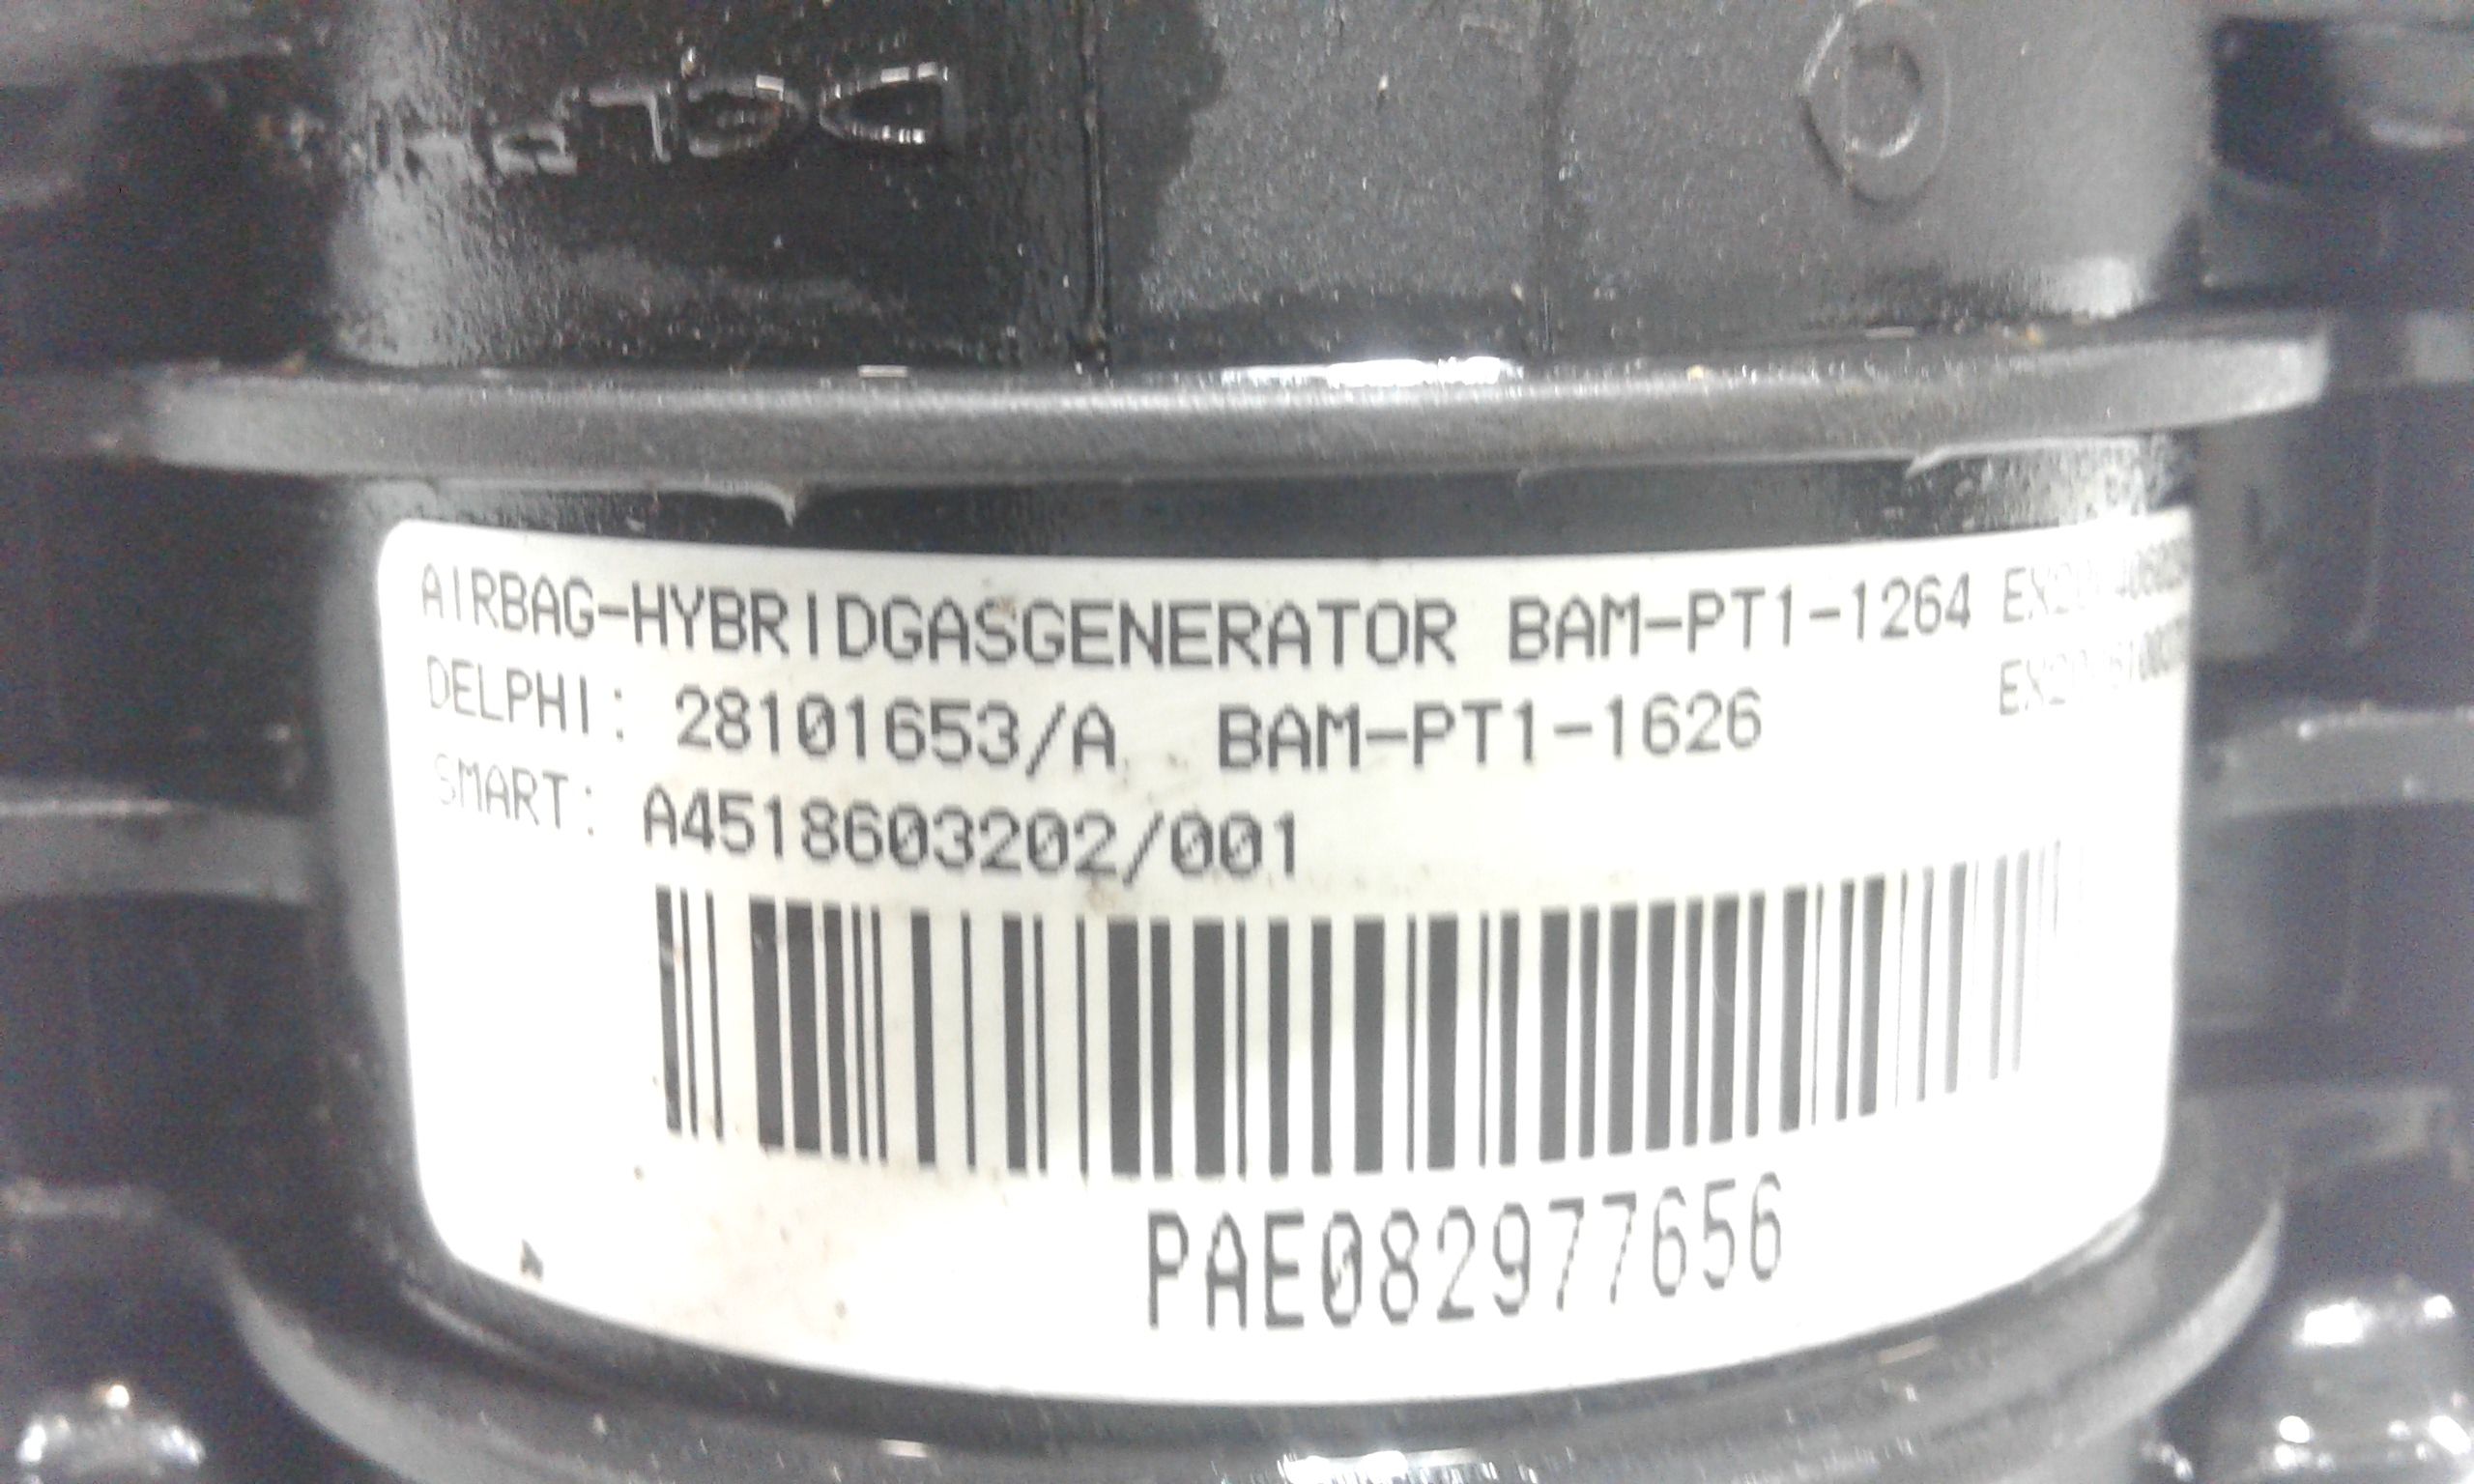 AIRBAG-HYBRIDGASGENERATOR BAM-PT1-1264
DELPHI: 28101653/A BAM-PT1-1626
SMART: A4518603202/001
PAE082977656